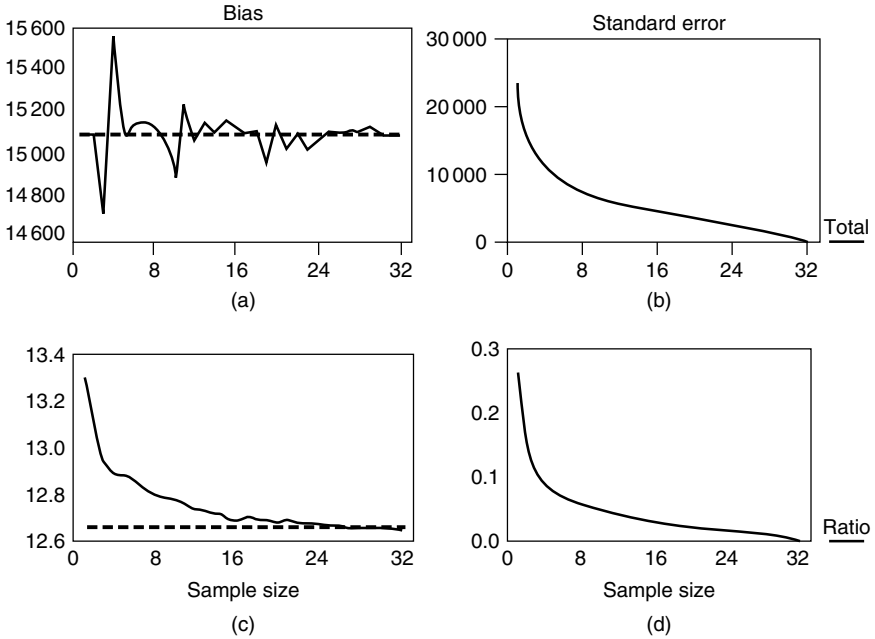 Bias
15 600
15 400
15 200
15 000
14 800
14 600
0 8 16 24 32
(a)
Standard error
30 000
20 000
10 000
0
0 8 16 24 32
(b)
Total
13.4
13.2
13.0
12.8
12.6
0 8 16 24 32
Sample size
(c)
0.3
0.2
0.1
0.0
0 8 16 24 32
Sample size
(d)
Ratio